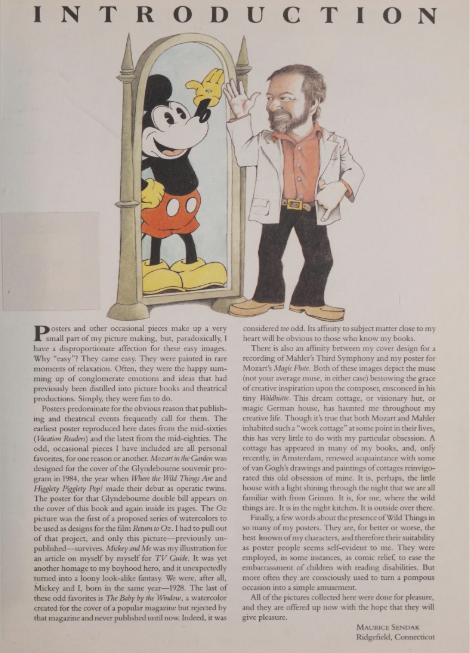 INTRODUCTION
Posters and other occasional pieces make up a very
small part of my picture making, but, paradoxically, I
have a disproportionate affection for these easy images.
Why "easy"? They came easy. They were painted in rare
moments of relaxation. Often, they were the happy sum-
ming up of conglomerate emotions and ideas that had
previously been distilled into picture books and theatrical
productions. Simply, they were fun to do.
Posters predominate for the obvious reason that publish-
ing and theatrical events frequently call for them. The
earliest poster reproduced here dates from the mid-sixties
(Vacation Readers) and the latest from the mid-eighties. The
odd, occasional pieces I have included are all personal
favorites, for one reason or another. Mozart in the Garden was
designed for the cover of the Glyndebourne souvenir pro-
gram in 1984, the year when Where the Wild Things Are and
Higglety Pigglety Pop! made their debut as operatic twins.
The poster for that Glyndebourne double bill appears on
the cover of this book and again inside its pages. The Oz
picture was the first of a proposed series of watercolors to
be used as designs for the film Return to Oz. I had to pull out
of that project, and only this picture—previously un-
published—survives. Mickey and Me was my illustration for
an article on myself by myself for TV Guide. It was yet
another homage to my boyhood hero, and it unexpectedly
turned into a loony look-alike fantasy. We were, after all,
Mickey and I, born in the same year—1928. The last of
these odd favorites is The Baby by the Window, a watercolor
created for the cover of a popular magazine but rejected by
that magazine and never published until now. Indeed, it was
considered too odd. Its affinity to subject matter close to my
heart will be obvious to those who know my books.
There is also an affinity between my cover design for a
recording of Mahler's Third Symphony and my poster for
Mozart's Magic Flute. Both of these images depict the muse
(not your average muse, in either case) bestowing the grace
of creative inspiration upon the composer, ensconced in his
tiny Waldhütte. This dream cottage, or visionary hut, or
magic German house, has haunted me throughout my
creative life. Though it's true that both Mozart and Mahler
inhabited such a "work cottage" at some point in their lives,
this has very little to do with my particular obsession. A
cottage has appeared in many of my books, and, only
recently, in Amsterdam, renewed acquaintance with some
of van Gogh's drawings and paintings of cottages reinvigo-
rated this old obsession of mine. It is, perhaps, the little
house with a light shining through the night that we are all
familiar with from Grimm. It is, for me, where the wild
things are. It is in the night kitchen. It is outside over there.
Finally, a few words about the presence of Wild Things in
so many of my posters. They are, for better or worse, the
best known of my characters, and therefore their suitability
as poster people seems self-evident to me. They were
employed, in some instances, as comic relief, to ease the
embarrassment of children with reading disabilities. But
more often they are consciously used to turn a pompous
occasion into a simple amusement.
All of the pictures collected here were done for pleasure,
and they are offered up now with the hope that they will
give pleasure.
MAURICE SENDAK
Ridgefield, Connecticut